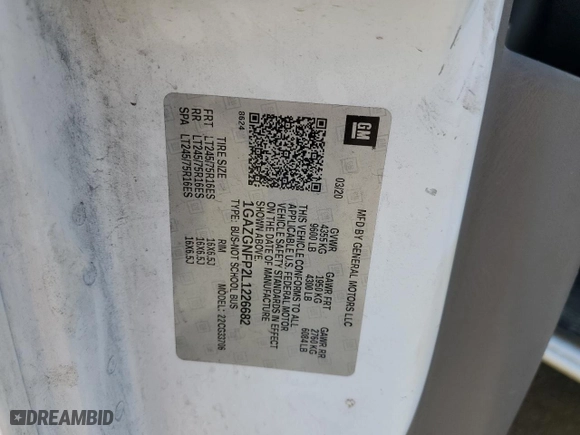 GM
MFD BY GENERAL MOTORS LLC
03/20 GVWR GAWR FRT GAWR RR
4355 KG 1950 KG 2760 KG
9600 LB 4300 LB 6084 LB
THIS VEHICLE CONFORMS TO ALL
APPLICABLE U.S. FEDERAL MOTOR
VEHICLE SAFETY STANDARDS IN EFFECT
ON THE DATE OF MANUFACTURE
SHOWN ABOVE.
1GAZGNFP2L1226682
TYPE: BUS-NOT SCHOOL BUS
MODEL: 22CG33706
8624
TIRE SIZE RIM
FRT LT245/75R16ES 16X6.5J
RR LT245/75R16ES 16X6.5J
SPA LT245/75R16ES 16X6.5J
DREAMBID